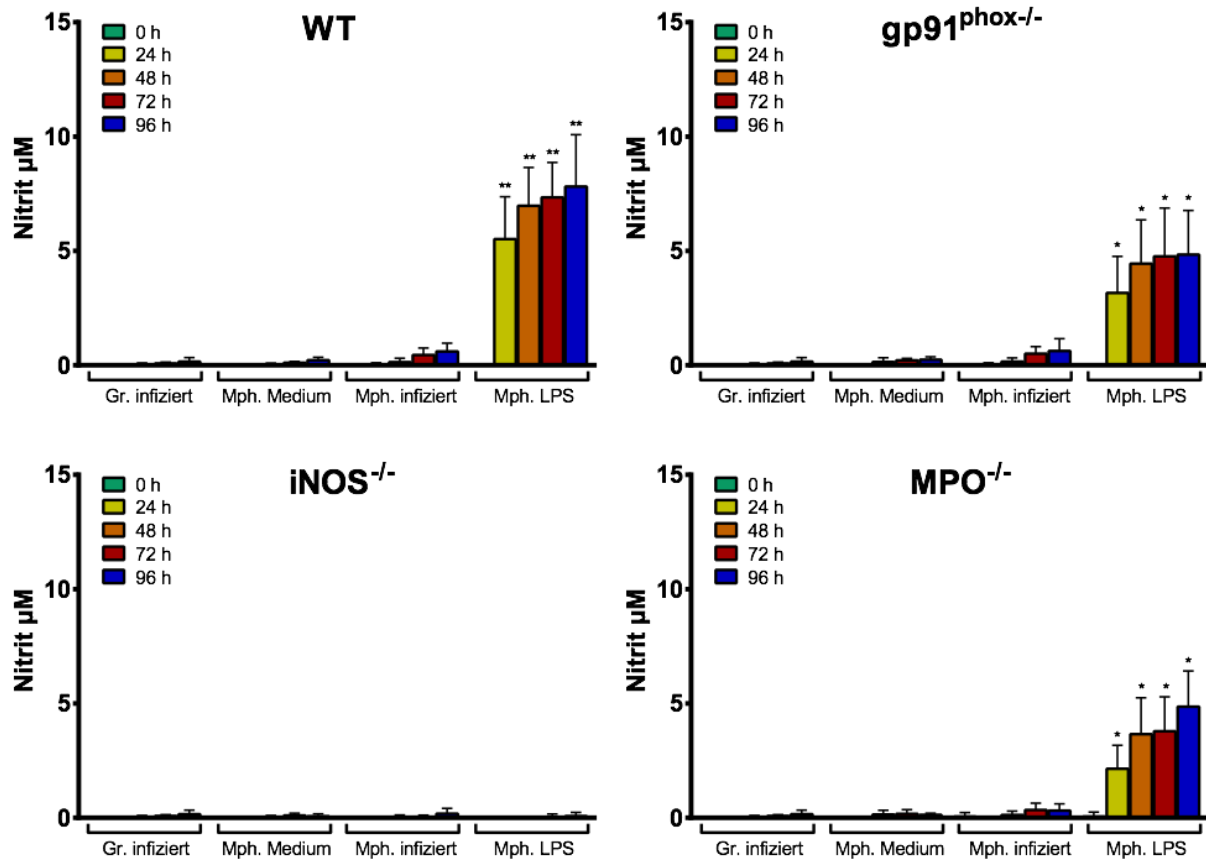 WT
15
10
5
0
Nitrit µM
0 h
24 h
48 h
72 h
96 h
** ** ** **
Gr. infiziert Mph. Medium Mph. infiziert Mph. LPS
gp91phox-/-
15
10
5
0
Nitrit µM
0 h
24 h
48 h
72 h
96 h
* * * *
Gr. infiziert Mph. Medium Mph. infiziert Mph. LPS
iNOS-/-
15
10
5
0
Nitrit µM
0 h
24 h
48 h
72 h
96 h
Gr. infiziert Mph. Medium Mph. infiziert Mph. LPS
MPO-/-
15
10
5
0
Nitrit µM
0 h
24 h
48 h
72 h
96 h
* * * *
Gr. infiziert Mph. Medium Mph. infiziert Mph. LPS